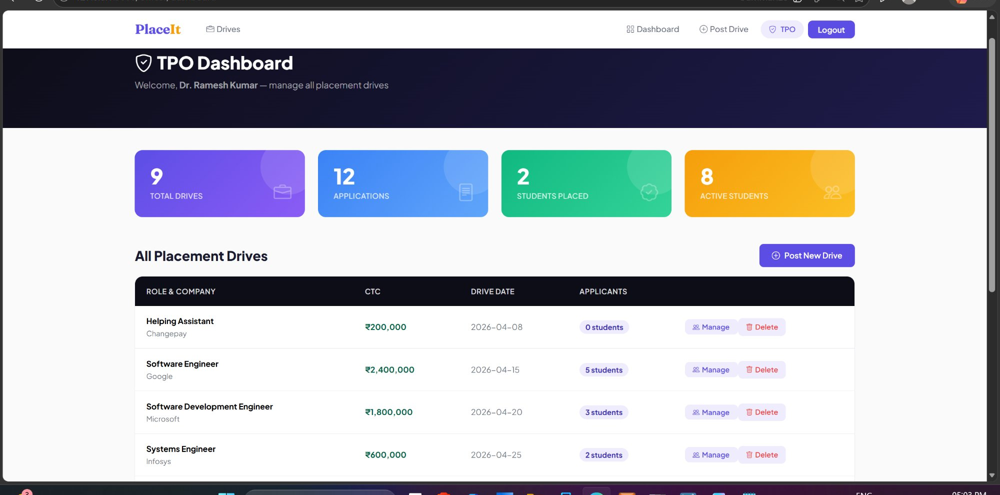 PlaceIt Drives Dashboard Post Drive TPO Logout
TPO Dashboard
Welcome, Dr. Ramesh Kumar — manage all placement drives
9
TOTAL DRIVES
12
APPLICATIONS
2
STUDENTS PLACED
8
ACTIVE STUDENTS
All Placement Drives
Post New Drive
ROLE & COMPANY CTC DRIVE DATE APPLICANTS
Helping Assistant
Changepay
₹200,000 2026-04-08 0 students Manage Delete
Software Engineer
Google
₹2,400,000 2026-04-15 5 students Manage Delete
Software Development Engineer
Microsoft
₹1,800,000 2026-04-20 3 students Manage Delete
Systems Engineer
Infosys
₹600,000 2026-04-25 2 students Manage Delete
ENG
05:03 PM